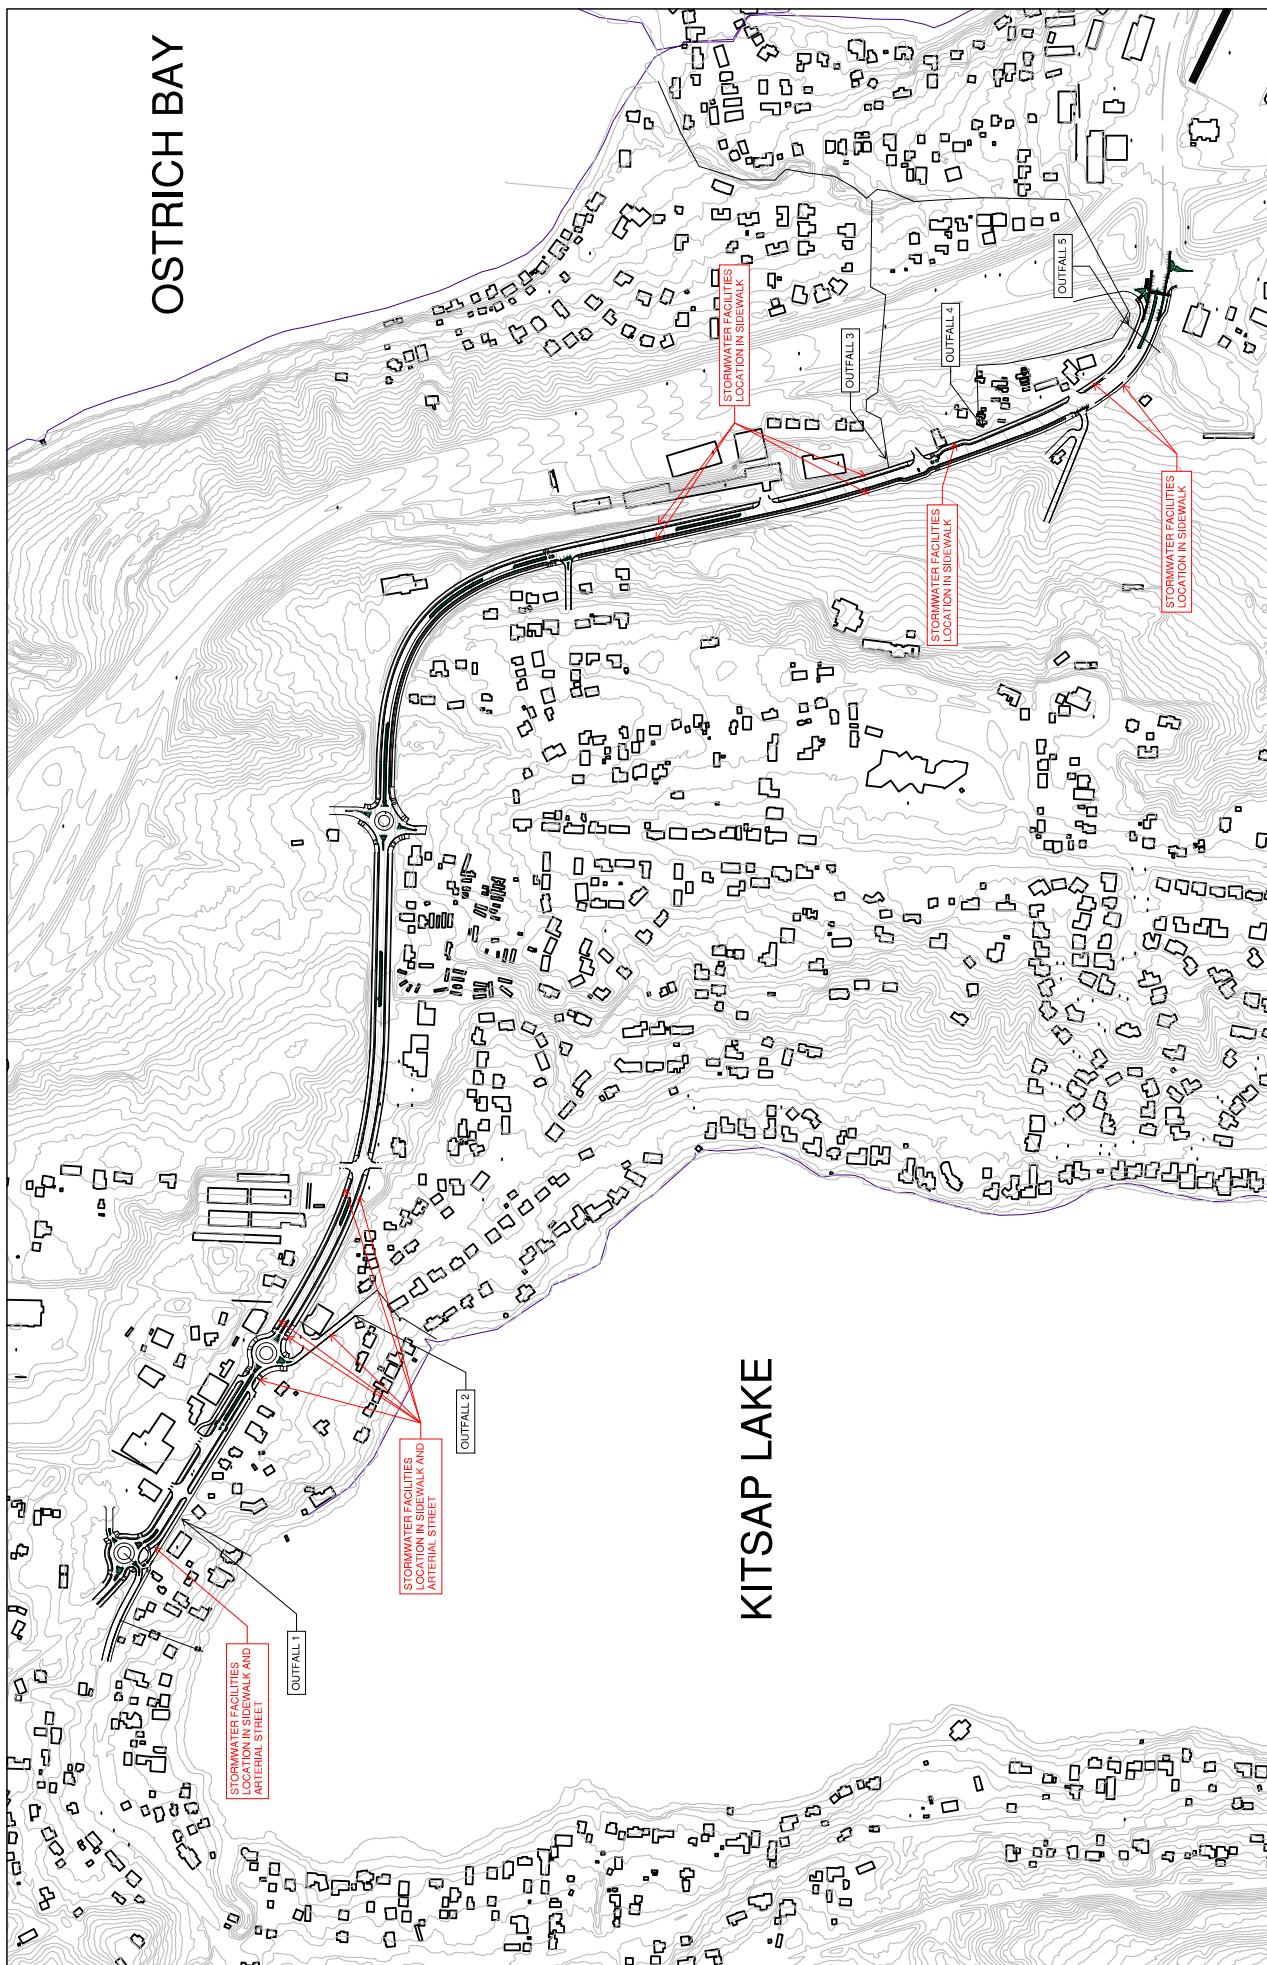 OSTRICH BAY
STORMWATER FACILITIES
LOCATION IN SIDEWALK
OUTFALL 3
OUTFALL 4
OUTFALL 5
STORMWATER FACILITIES
LOCATION IN SIDEWALK
STORMWATER FACILITIES
LOCATION IN SIDEWALK
KITSAP LAKE
OUTFALL 2
STORMWATER FACILITIES
LOCATION IN SIDEWALK AND
ARTERIAL STREET
OUTFALL 1
STORMWATER FACILITIES
LOCATION IN SIDEWALK AND
ARTERIAL STREET